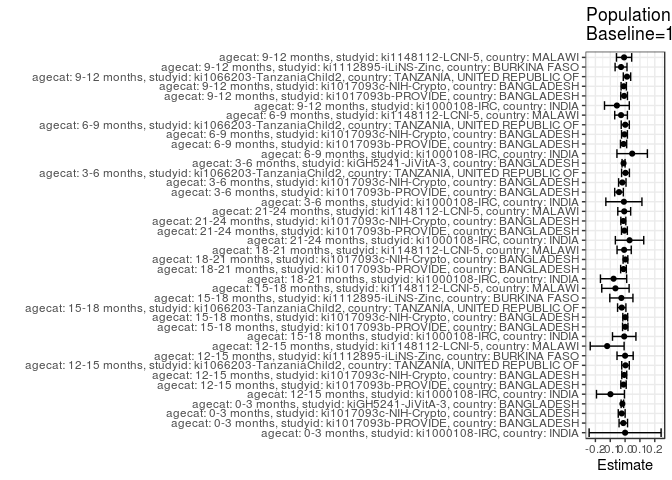 Population
Baseline=1
agecat: 9-12 months, studyid: ki1148112-LCNI-5, country: MALAWI
agecat: 9-12 months, studyid: ki1112895-iLiNS-Zinc, country: BURKINA FASO
agecat: 9-12 months, studyid: ki1066203-TanzaniaChild2, country: TANZANIA, UNITED REPUBLIC OF
agecat: 9-12 months, studyid: ki1017093c-NIH-Crypto, country: BANGLADESH
agecat: 9-12 months, studyid: ki1017093b-PROVIDE, country: BANGLADESH
agecat: 9-12 months, studyid: ki1000108-IRC, country: INDIA
agecat: 6-9 months, studyid: ki1148112-LCNI-5, country: MALAWI
agecat: 6-9 months, studyid: ki1066203-TanzaniaChild2, country: TANZANIA, UNITED REPUBLIC OF
agecat: 6-9 months, studyid: ki1017093c-NIH-Crypto, country: BANGLADESH
agecat: 6-9 months, studyid: ki1017093b-PROVIDE, country: BANGLADESH
agecat: 6-9 months, studyid: ki1000108-IRC, country: INDIA
agecat: 3-6 months, studyid: kiGH5241-JiVitA-3, country: BANGLADESH
agecat: 3-6 months, studyid: ki1066203-TanzaniaChild2, country: TANZANIA, UNITED REPUBLIC OF
agecat: 3-6 months, studyid: ki1017093c-NIH-Crypto, country: BANGLADESH
agecat: 3-6 months, studyid: ki1017093b-PROVIDE, country: BANGLADESH
agecat: 3-6 months, studyid: ki1000108-IRC, country: INDIA
agecat: 21-24 months, studyid: ki1148112-LCNI-5, country: MALAWI
agecat: 21-24 months, studyid: ki1017093c-NIH-Crypto, country: BANGLADESH
agecat: 21-24 months, studyid: ki1017093b-PROVIDE, country: BANGLADESH
agecat: 21-24 months, studyid: ki1000108-IRC, country: INDIA
agecat: 18-21 months, studyid: ki1148112-LCNI-5, country: MALAWI
agecat: 18-21 months, studyid: ki1017093c-NIH-Crypto, country: BANGLADESH
agecat: 18-21 months, studyid: ki1017093b-PROVIDE, country: BANGLADESH
agecat: 18-21 months, studyid: ki1000108-IRC, country: INDIA
agecat: 15-18 months, studyid: ki1148112-LCNI-5, country: MALAWI
agecat: 15-18 months, studyid: ki1112895-iLiNS-Zinc, country: BURKINA FASO
agecat: 15-18 months, studyid: ki1066203-TanzaniaChild2, country: TANZANIA, UNITED REPUBLIC OF
agecat: 15-18 months, studyid: ki1017093c-NIH-Crypto, country: BANGLADESH
agecat: 15-18 months, studyid: ki1017093b-PROVIDE, country: BANGLADESH
agecat: 15-18 months, studyid: ki1000108-IRC, country: INDIA
agecat: 12-15 months, studyid: ki1148112-LCNI-5, country: MALAWI
agecat: 12-15 months, studyid: ki1112895-iLiNS-Zinc, country: BURKINA FASO
agecat: 12-15 months, studyid: ki1066203-TanzaniaChild2, country: TANZANIA, UNITED REPUBLIC OF
agecat: 12-15 months, studyid: ki1017093c-NIH-Crypto, country: BANGLADESH
agecat: 12-15 months, studyid: ki1017093b-PROVIDE, country: BANGLADESH
agecat: 12-15 months, studyid: ki1000108-IRC, country: INDIA
agecat: 0-3 months, studyid: kiGH5241-JiVitA-3, country: BANGLADESH
agecat: 0-3 months, studyid: ki1017093c-NIH-Crypto, country: BANGLADESH
agecat: 0-3 months, studyid: ki1017093b-PROVIDE, country: BANGLADESH
agecat: 0-3 months, studyid: ki1000108-IRC, country: INDIA
-0.2 -0.1 0.0 0.1 0.2
Estimate